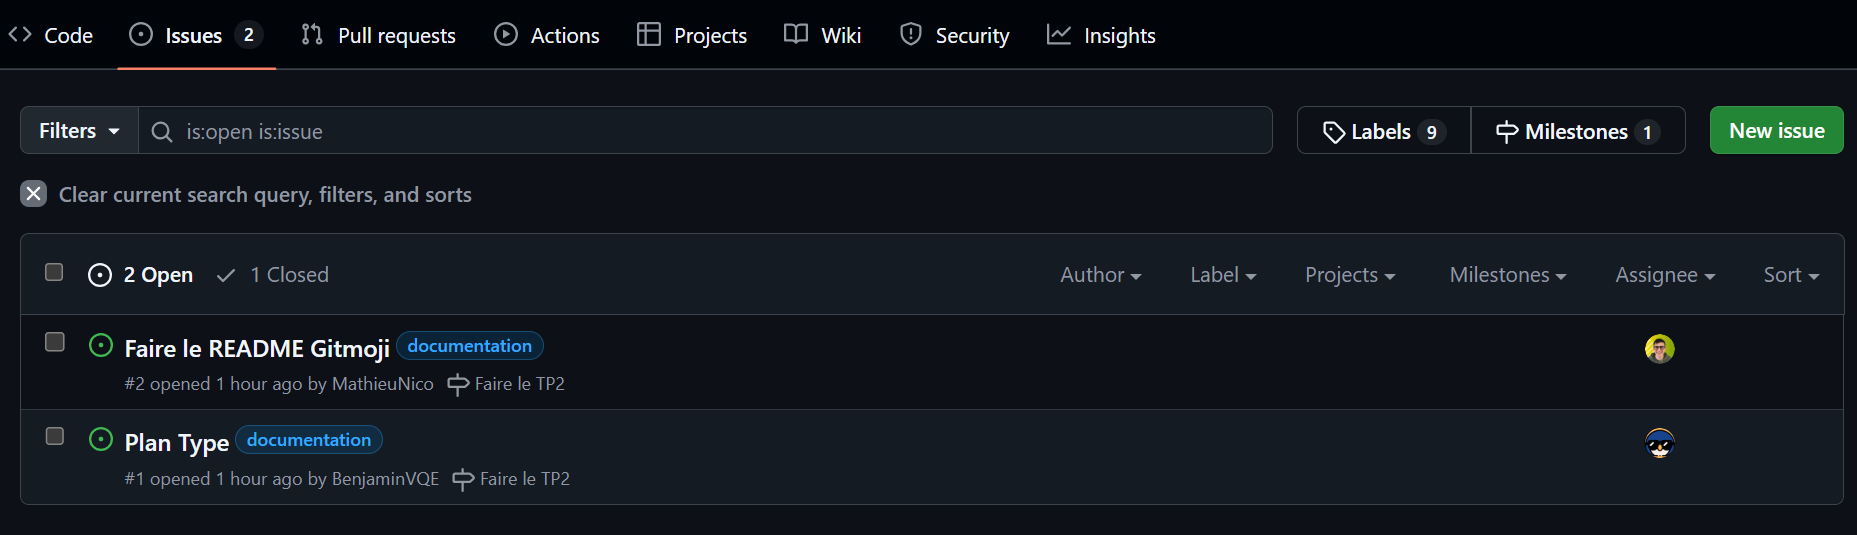 Code Issues 2 Pull requests Actions Projects Wiki Security Insights
Filters is:open is:issue Labels 9 Milestones 1 New issue
Clear current search query, filters, and sorts
2 Open 1 Closed Author Label Projects Milestones Assignee Sort
Faire le README Gitmoji documentation
#2 opened 1 hour ago by MathieuNico Faire le TP2
Plan Type documentation
#1 opened 1 hour ago by BenjaminVQE Faire le TP2